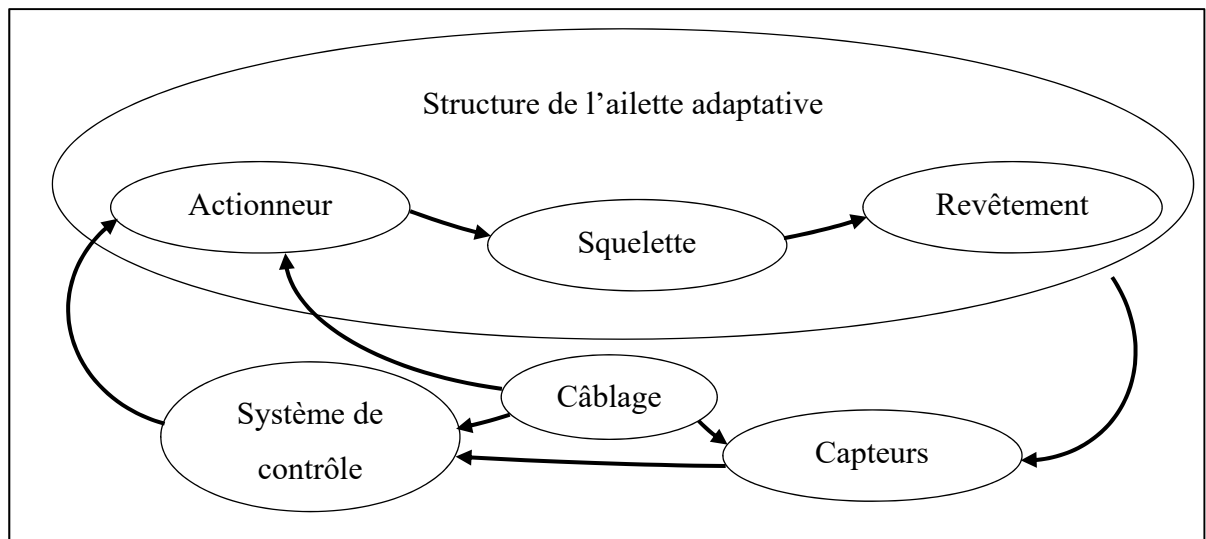 Structure de l’ailette adaptative
Actionneur
Squelette
Revêtement
Système de
contrôle
Câblage
Capteurs